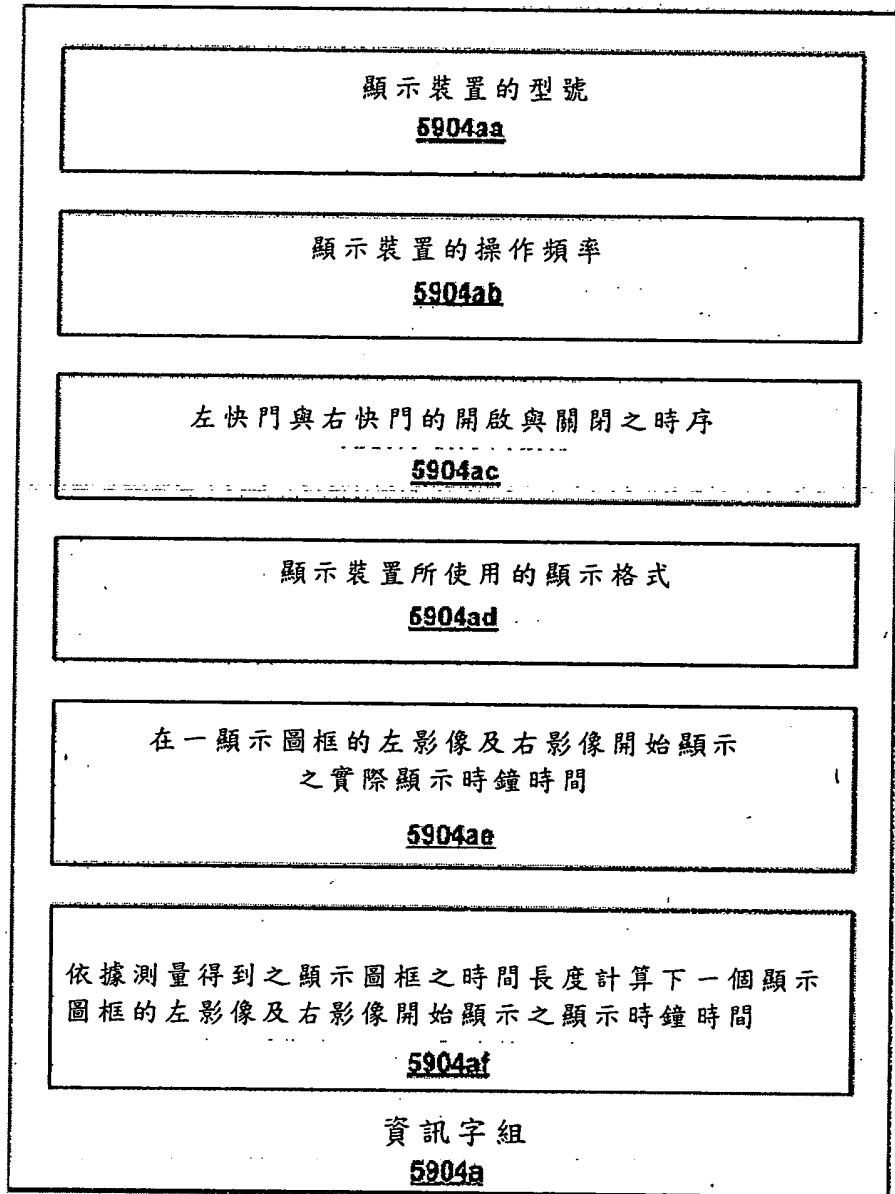 顯示裝置的型號
5904aa
顯示裝置的操作頻率
5904ab
左快門與右快門的開啟與關閉之時序
5904ac
顯示裝置所使用的顯示格式
5904ad
在一顯示圖框的左影像及右影像開始顯示
之實際顯示時鐘時間
5904ae
依據測量得到之顯示圖框之時間長度計算下一個顯示
圖框的左影像及右影像開始顯示之顯示時鐘時間
5904af
資訊字組
5904a